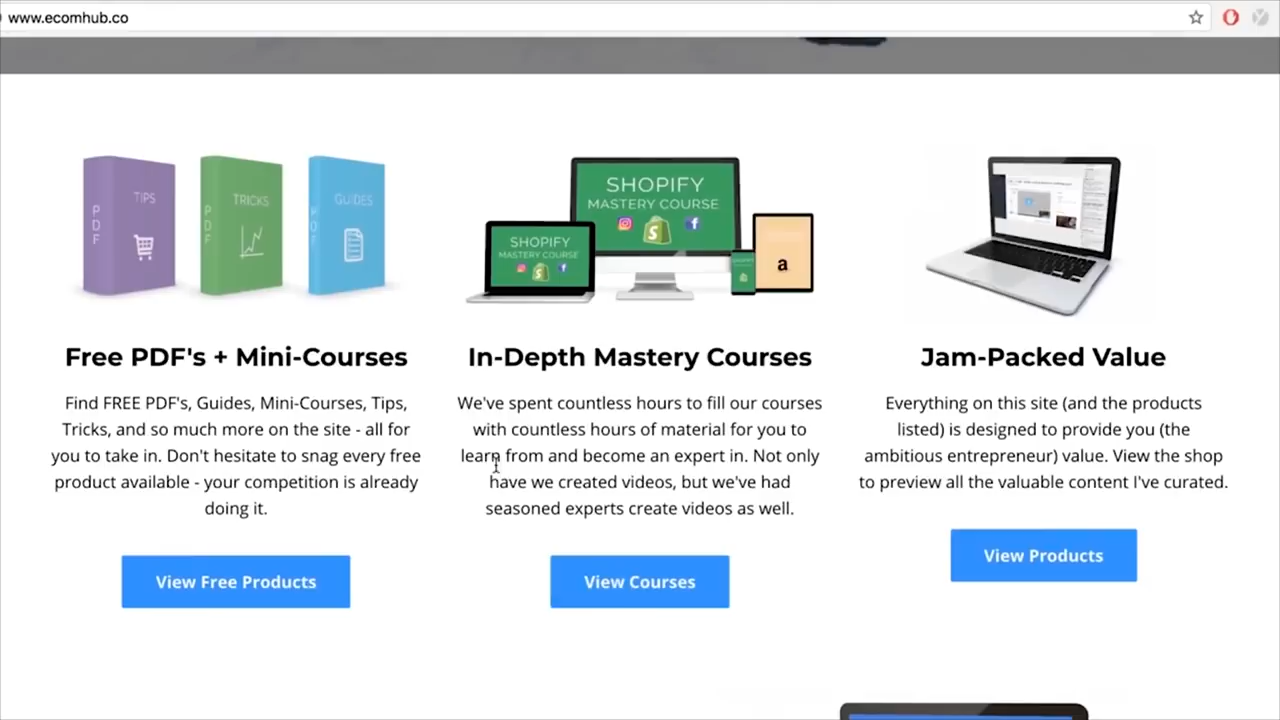 www.ecomhub.co
PDF
TIPS
PDF
TRICKS
PDF
GUIDES
SHOPIFY
MASTERY COURSE
SHOPIFY
MASTERY COURSE
SHOPIFY
a
Free PDF's + Mini-Courses
Find FREE PDF's, Guides, Mini-Courses, Tips,
Tricks, and so much more on the site - all for
you to take in. Don't hesitate to snag every free
product available - your competition is already
doing it.
View Free Products
In-Depth Mastery Courses
We've spent countless hours to fill our courses
with countless hours of material for you to
learn from and become an expert in. Not only
have we created videos, but we've had
seasoned experts create videos as well.
View Courses
Jam-Packed Value
Everything on this site (and the products
listed) is designed to provide you (the
ambitious entrepreneur) value. View the shop
to preview all the valuable content I've curated.
View Products